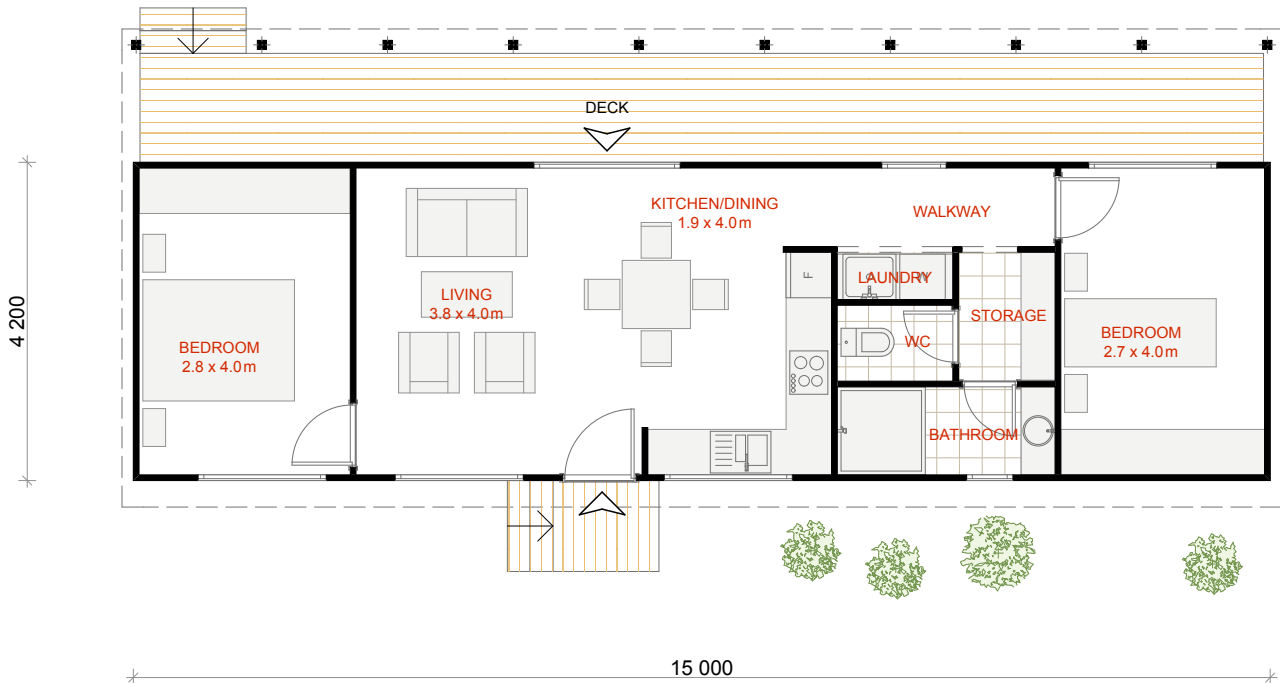 DECK
KITCHEN/DINING
1.9 x 4.0m
WALKWAY
LIVING
3.8 x 4.0m
F
LAUNDRY
STORAGE
WC
BEDROOM
2.8 x 4.0m
BEDROOM
2.7 x 4.0m
BATHROOM
4 200
15 000